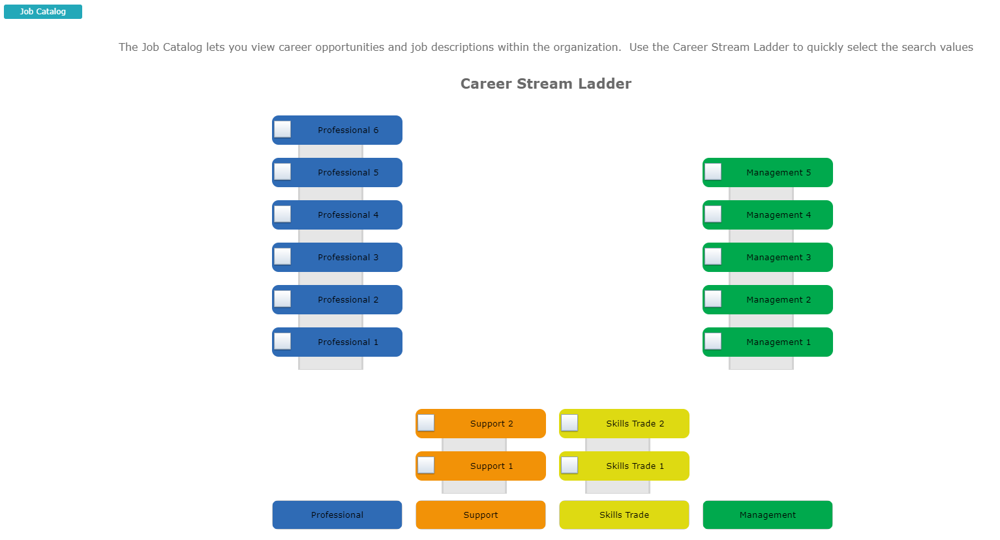 Job Catalog
The Job Catalog lets you view career opportunities and job descriptions within the organization.  Use the Career Stream Ladder to quickly select the search values
Career Stream Ladder
Professional 6
Professional 5
Management 5
Professional 4
Management 4
Professional 3
Management 3
Professional 2
Management 2
Professional 1
Management 1
Support 2
Skills Trade 2
Support 1
Skills Trade 1
Professional
Support
Skills Trade
Management